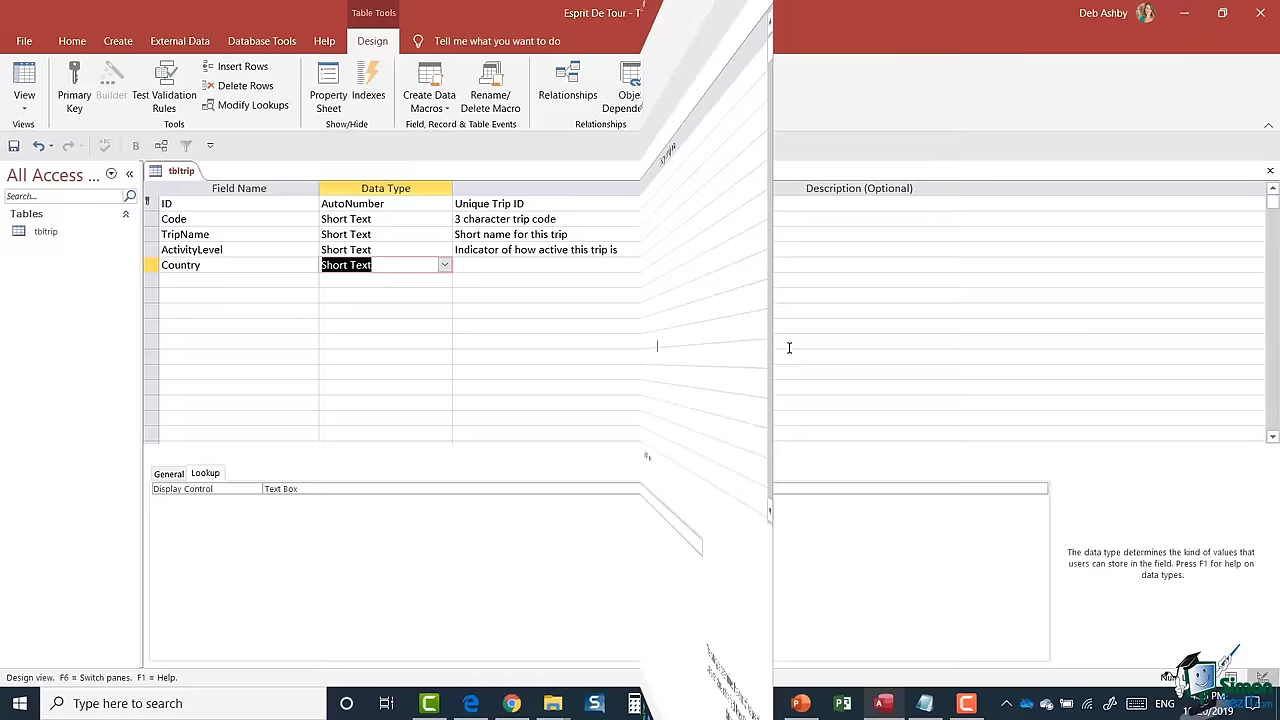 Table Tools
Esprit De Tour - T
Deb Ashby
File
Create
External Data
Database Tools
Help
Design
Tell me what you want to do
View
Primary
Key
Builder
Test Validation
Rules
Insert Rows
Delete Rows
Modify Lookups
Property
Sheet
Indexes
Create Data
Macros
Rename/
Delete Macro
Relationships
Tools
Show/Hide
Field, Record & Table Events
Relationships
All Access ...
Search...
Tables
tbltrip
tbltrip
Field Name Data Type Description (Optional)
ID AutoNumber Unique Trip ID
Code Short Text 3 character trip code
TripName Short Text Short name for this trip
ActivityLevel Short Text Indicator of how active this trip is
Country Short Text
General Lookup
Display Control Text Box
The data type determines the kind of values that
users can store in the field. Press F1 for help on
data types.
Design view. F6 = Switch panes. F1 = Help.
Type here to search
PM
/2019